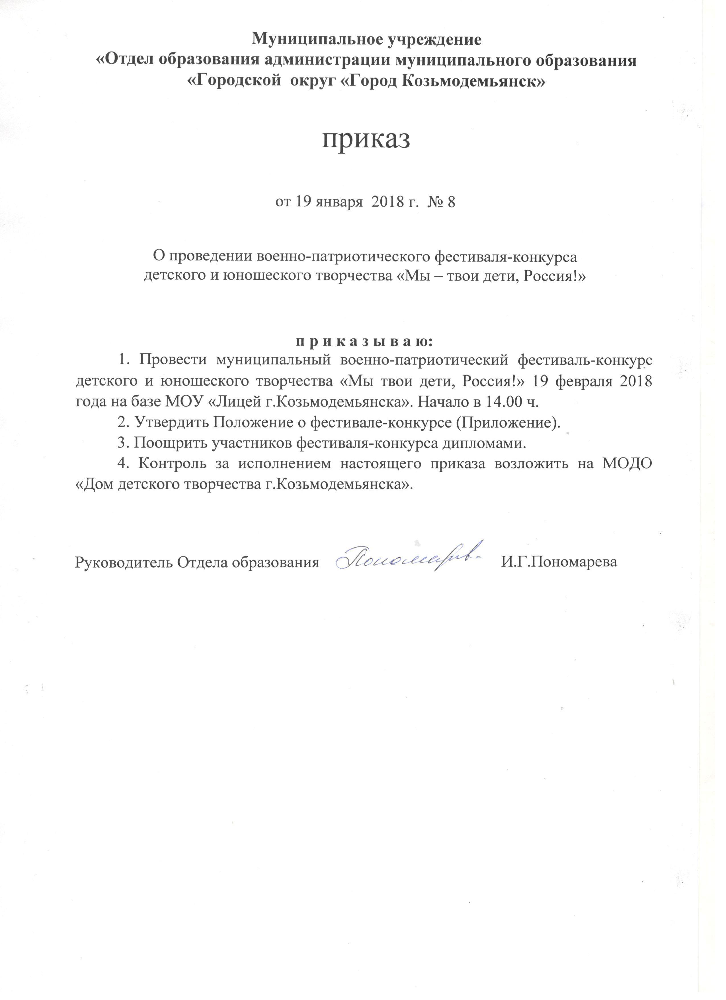 Муниципальное учреждение
«Отдел образования администрации муниципального образования
«Городской округ «Город Козьмодемьянск»
приказ
от 19 января 2018 г. № 8
О проведении военно-патриотического фестиваля-конкурса
детского и юношеского творчества «Мы – твои дети, Россия!»
п р и к а з ы в а ю:
1. Провести муниципальный военно-патриотический фестиваль-конкурс
детского и юношеского творчества «Мы твои дети, Россия!» 19 февраля 2018
года на базе МОУ «Лицей г.Козьмодемьянска». Начало в 14.00 ч.
2. Утвердить Положение о фестивале-конкурсе (Приложение).
3. Поощрить участников фестиваля-конкурса дипломами.
4. Контроль за исполнением настоящего приказа возложить на МОДО
«Дом детского творчества г.Козьмодемьянска».
Руководитель Отдела образования Пономарев- И.Г.Пономарева